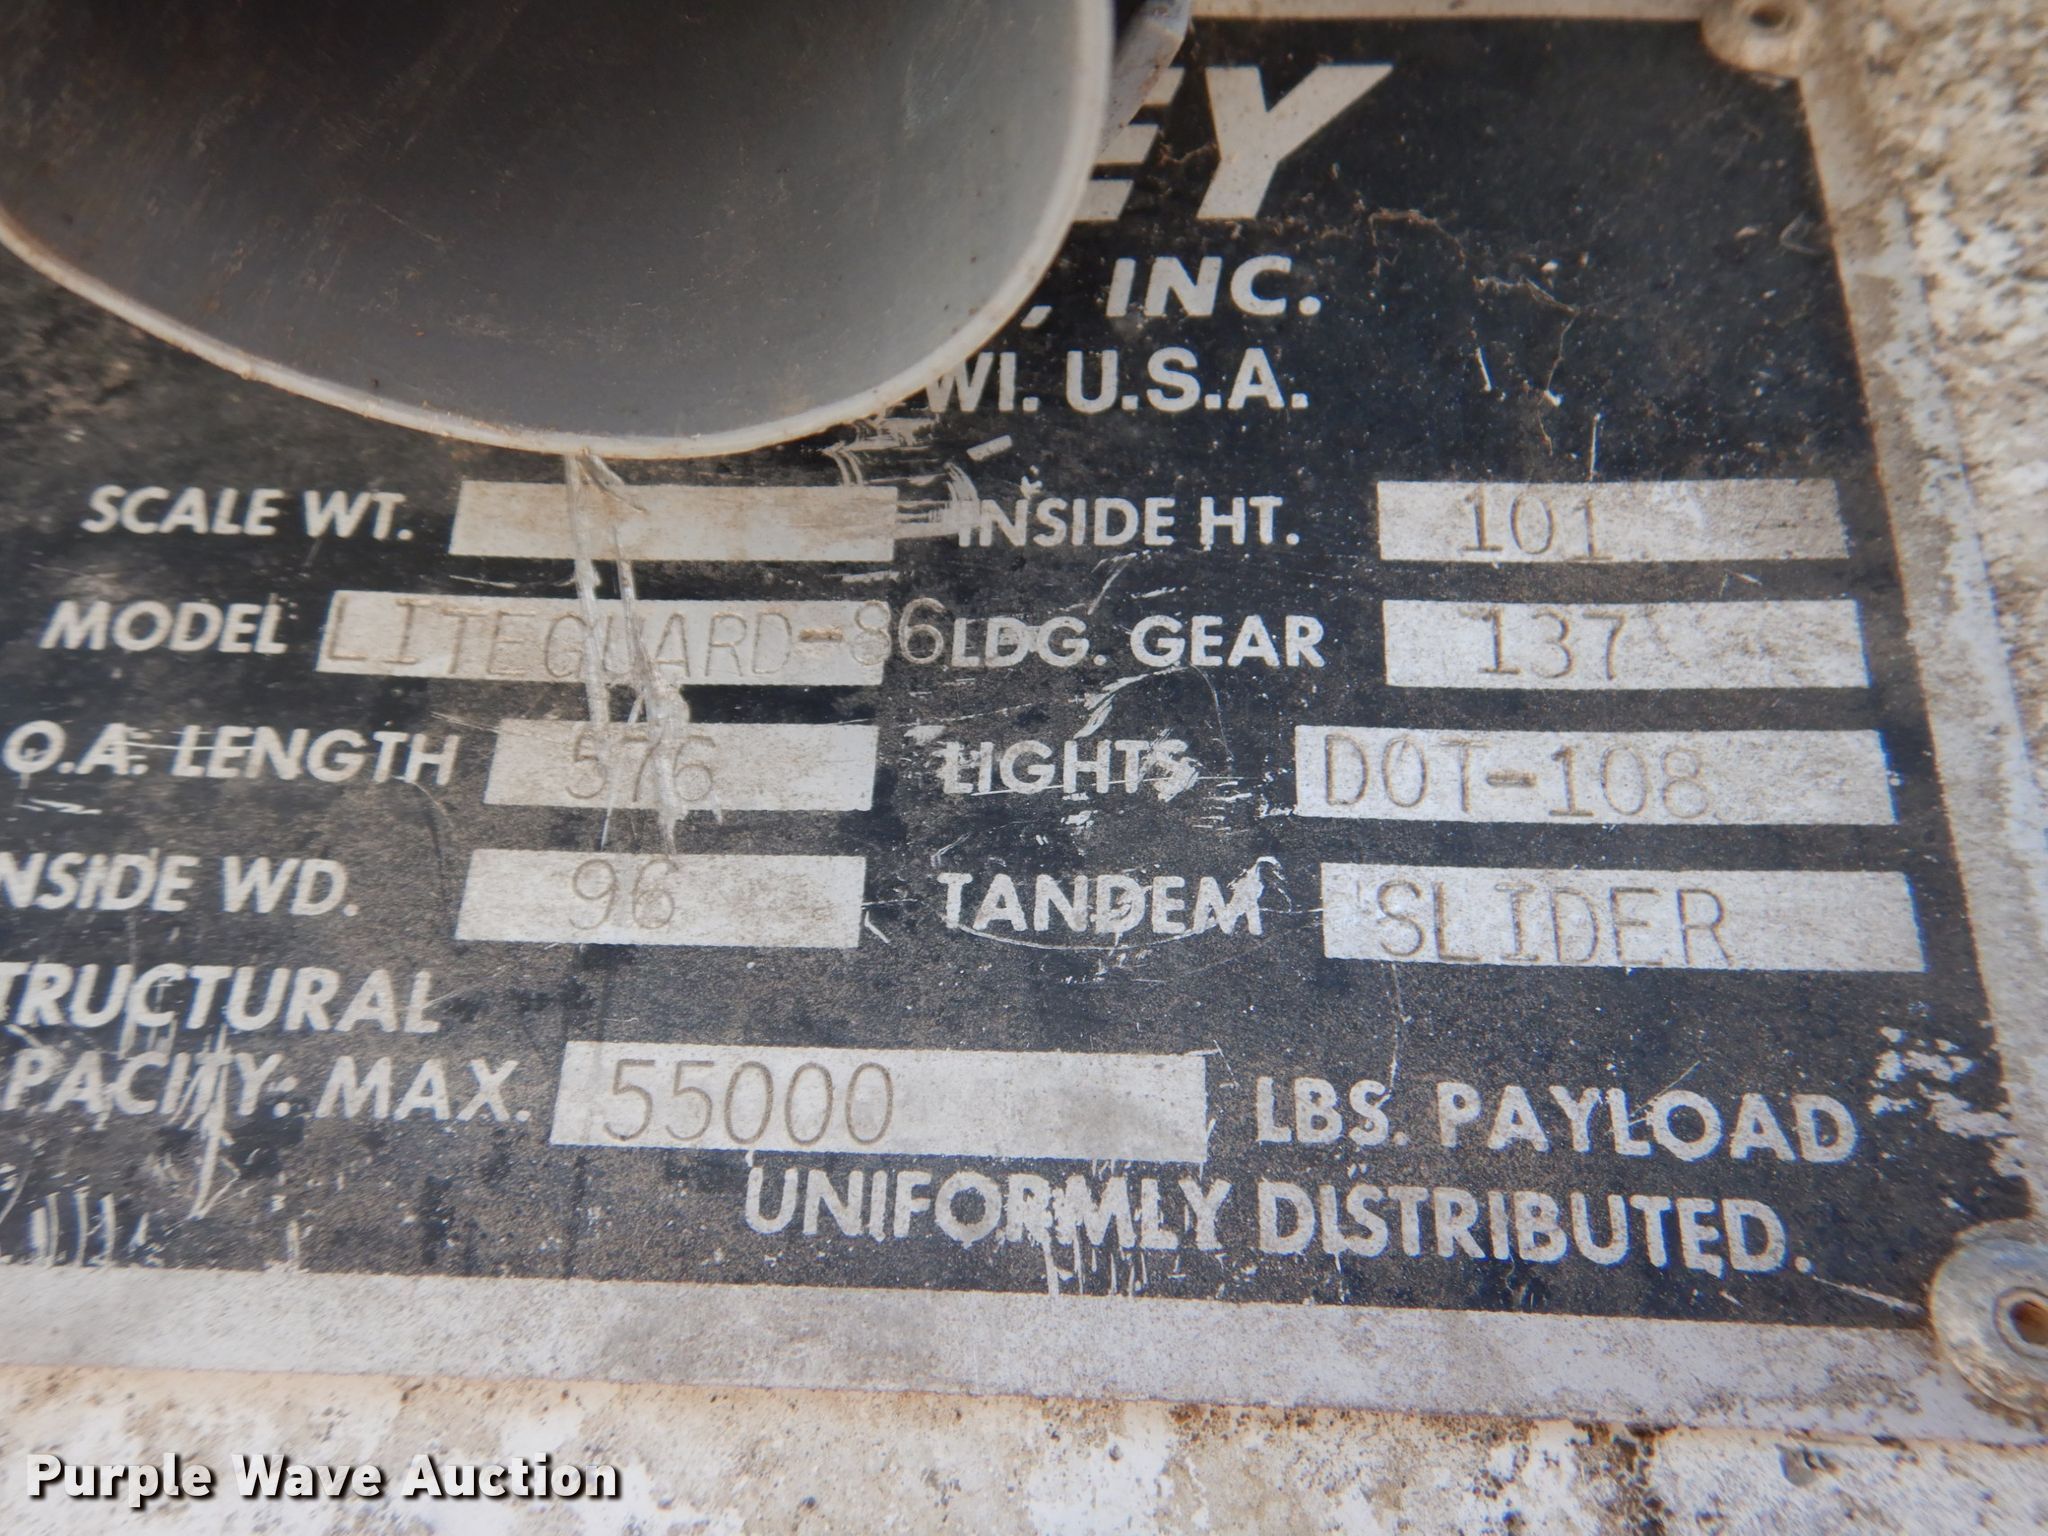 EY
, INC.
WI. U.S.A.
SCALE WT. INSIDE HT. 101
MODEL LITEGUARD-86 LDG. GEAR 137
O.A. LENGTH 576 LIGHTS DOT-108
NSIDE WD. 96 TANDEM SLIDER
TRUCTURAL
PACITY: MAX. 55000 LBS. PAYLOAD
UNIFORMLY DISTRIBUTED.
Purple Wave Auction